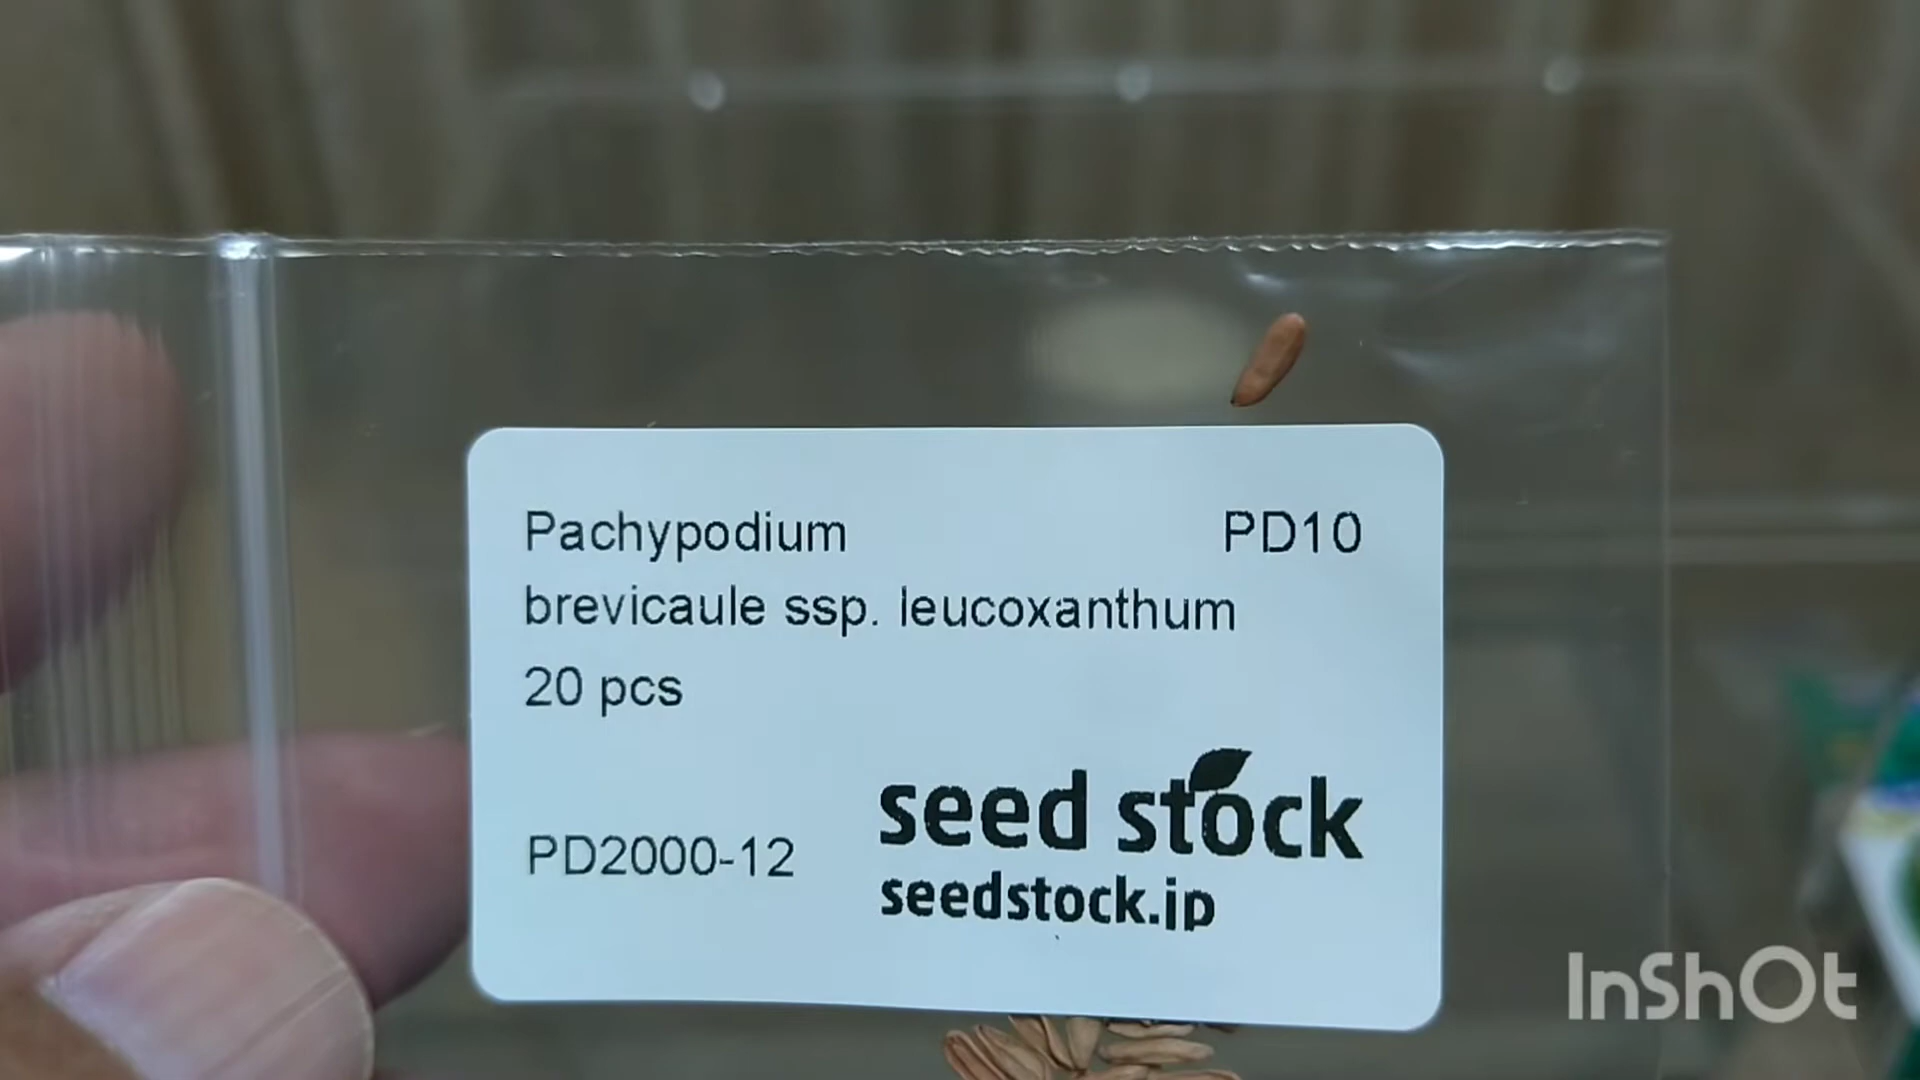 Pachypodium PD10
brevicaule ssp. leucoxanthum
20 pcs
PD2000-12
seed stock
seedstock.jp
InShOt